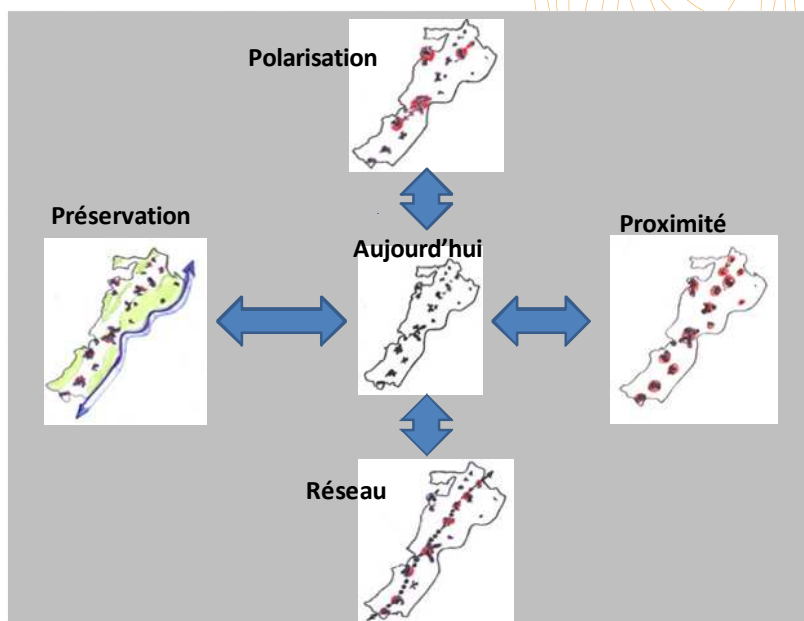 Polarisation
Préservation
Aujourd'hui
Proximité
Réseau